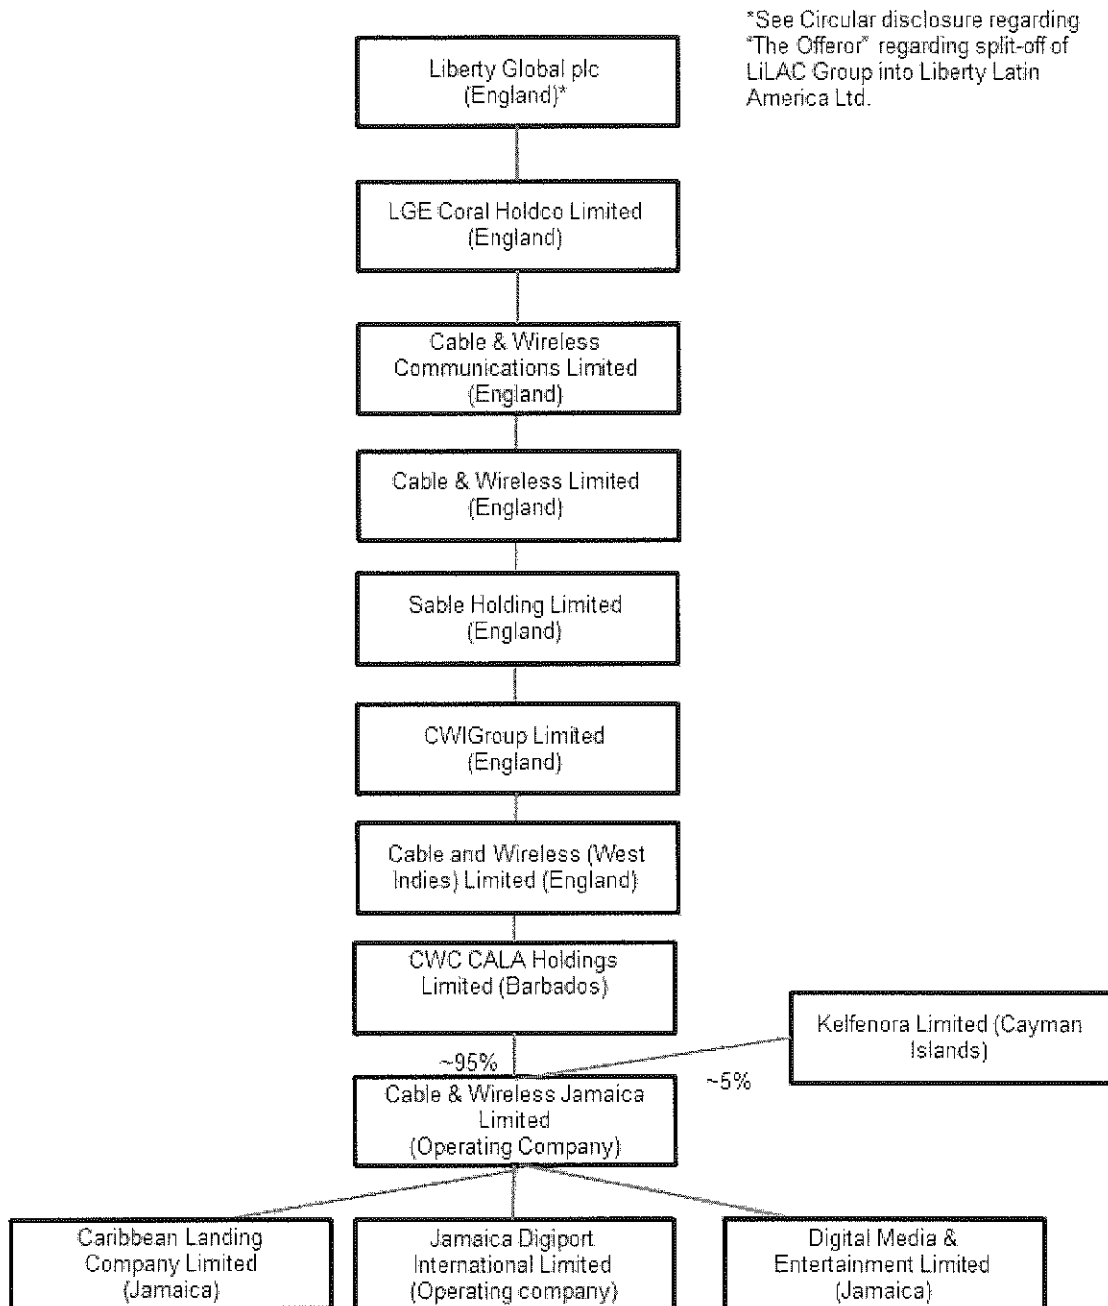 *See Circular disclosure regarding
"The Offeror" regarding split-off of
LiLAC Group into Liberty Latin
America Ltd.
Liberty Global plc
(England)*
LGE Coral Holdco Limited
(England)
Cable & Wireless
Communications Limited
(England)
Cable & Wireless Limited
(England)
Sable Holding Limited
(England)
CWIGroup Limited
(England)
Cable and Wireless (West
Indies) Limited (England)
CWC CALA Holdings
Limited (Barbados)
Kelfenora Limited (Cayman
Islands)
~95%
~5%
Cable & Wireless Jamaica
Limited
(Operating Company)
Caribbean Landing
Company Limited
(Jamaica)
Jamaica Digiport
International Limited
(Operating company)
Digital Media &
Entertainment Limited
(Jamaica)